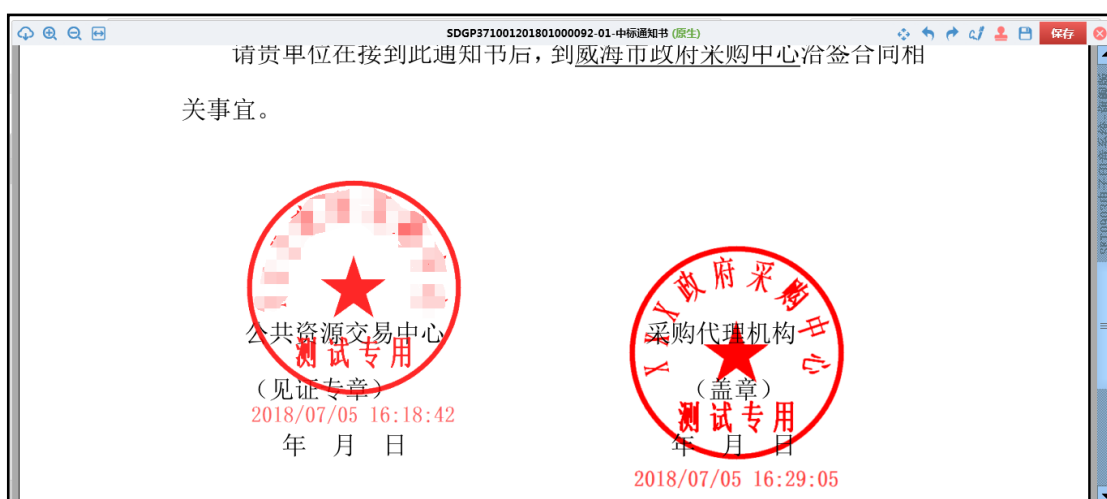 SDGP371001201801000092-01-中标通知书 (原生)
保存
请贵单位在接到此通知书后，到威海市政府采购中心洽签合同相
关事宜。
公共资源交易中心
测试专用
（见证专章）
2018/07/05 16:18:42
年 月 日
XXX政府采购中心
采购代理机构
（盖章）
测试专用
年 月 日
2018/07/05 16:29:05